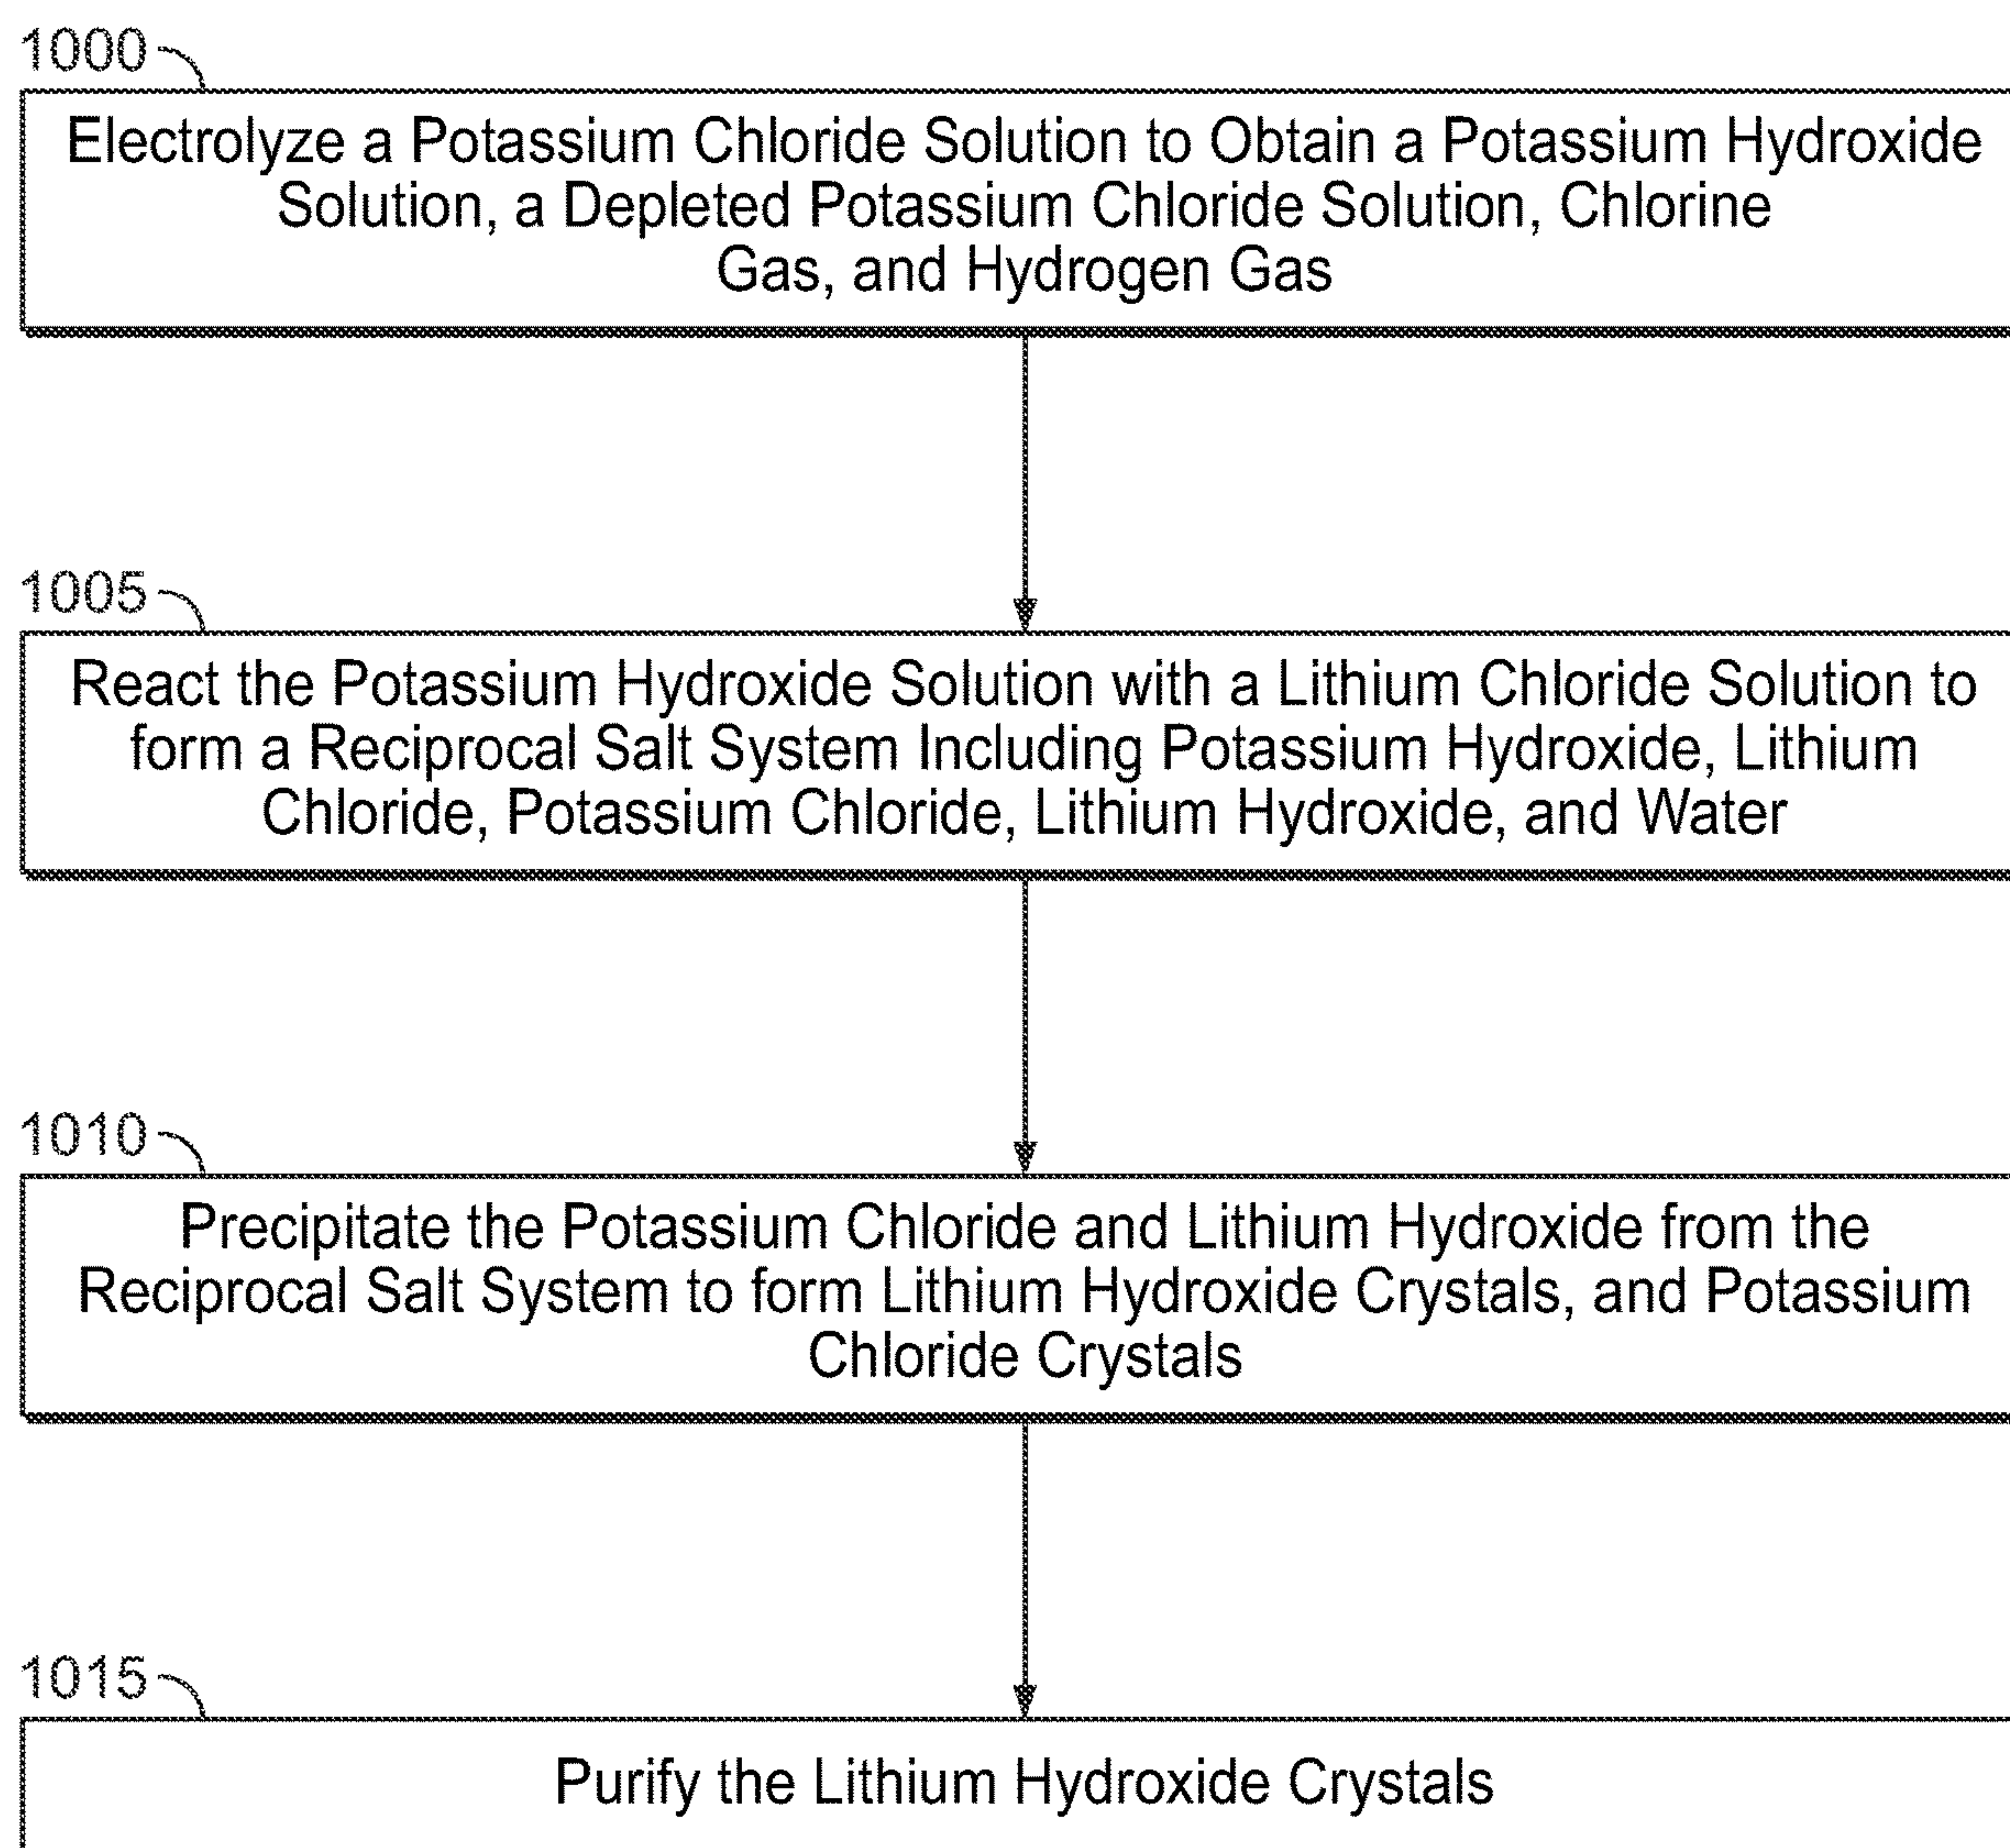 1000
Electrolyze a Potassium Chloride Solution to Obtain a Potassium Hydroxide
Solution, a Depleted Potassium Chloride Solution, Chlorine
Gas, and Hydrogen Gas
1005
React the Potassium Hydroxide Solution with a Lithium Chloride Solution to
form a Reciprocal Salt System Including Potassium Hydroxide, Lithium
Chloride, Potassium Chloride, Lithium Hydroxide, and Water
1010
Precipitate the Potassium Chloride and Lithium Hydroxide from the
Reciprocal Salt System to form Lithium Hydroxide Crystals, and Potassium
Chloride Crystals
1015
Purify the Lithium Hydroxide Crystals